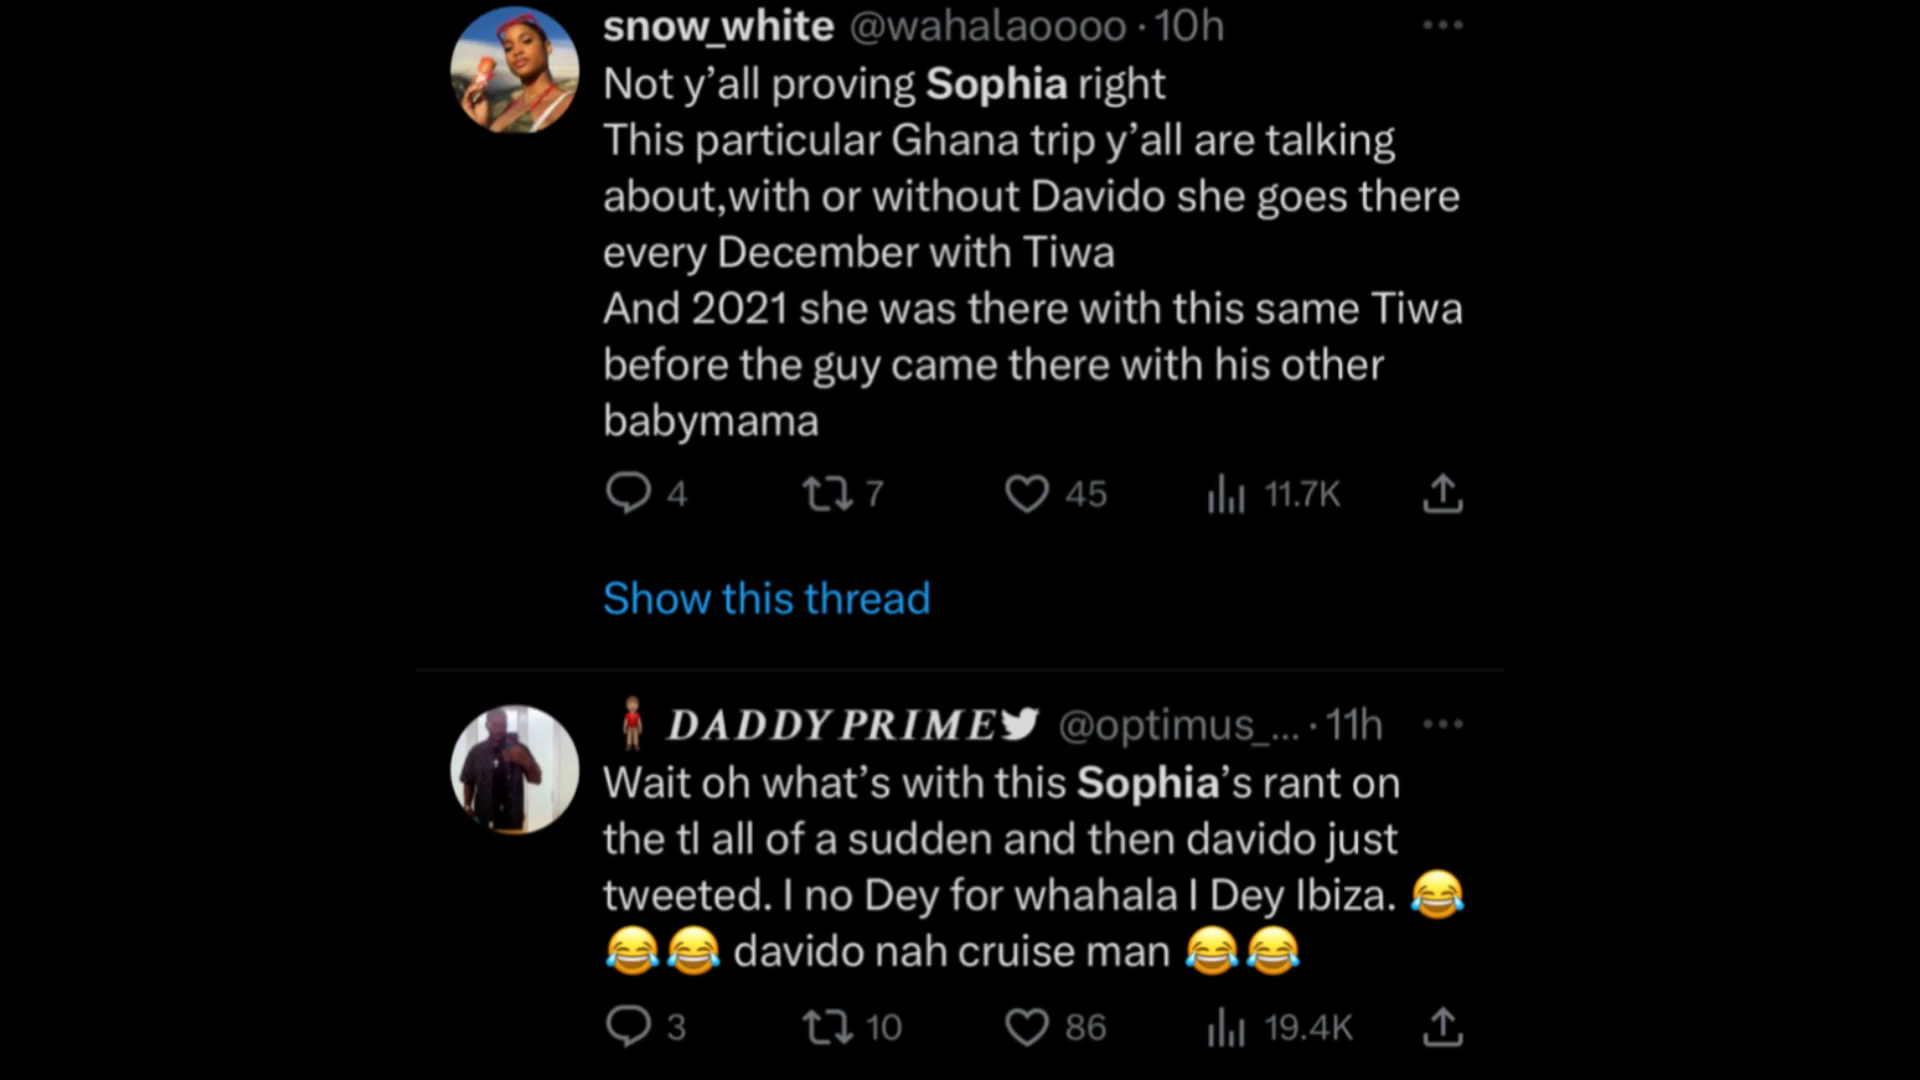 snow_white @wahalaoooo · 10h
Not y’all proving Sophia right
This particular Ghana trip y’all are talking
about,with or without Davido she goes there
every December with Tiwa
And 2021 she was there with this same Tiwa
before the guy came there with his other
babymama
4 7 45 11.7K
Show this thread
🧍🏽‍♂️ DADDY PRIME @optimus_... · 11h
Wait oh what’s with this Sophia’s rant on
the tl all of a sudden and then davido just
tweeted. I no Dey for whahala I Dey Ibiza. 😂
😂😂 davido nah cruise man 😂😂
3 10 86 19.4K